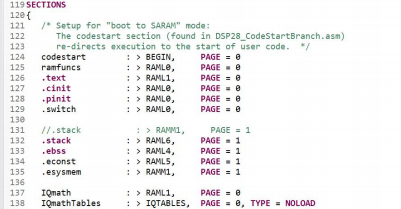 119 SECTIONS
120 {
121 /* Setup for "boot to SARAM" mode:
122 The codestart section (found in DSP28_CodeStartBranch.asm)
123 re-directs execution to the start of user code. */
124 codestart : > BEGIN, PAGE = 0
125 ramfuncs : > RAML0, PAGE = 0
126 .text : > RAML1, PAGE = 0
127 .cinit : > RAML0, PAGE = 0
128 .pinit : > RAML0, PAGE = 0
129 .switch : > RAML0, PAGE = 0
130
131 //.stack : > RAMM1, PAGE = 1
132 .stack : > RAML6, PAGE = 1
133 .ebss : > RAML4, PAGE = 1
134 .econst : > RAML5, PAGE = 1
135 .esysmem : > RAMM1, PAGE = 1
136
137 IQmath : > RAML1, PAGE = 0
138 IQmathTables : > IQTABLES, PAGE = 0, TYPE = NOLOAD